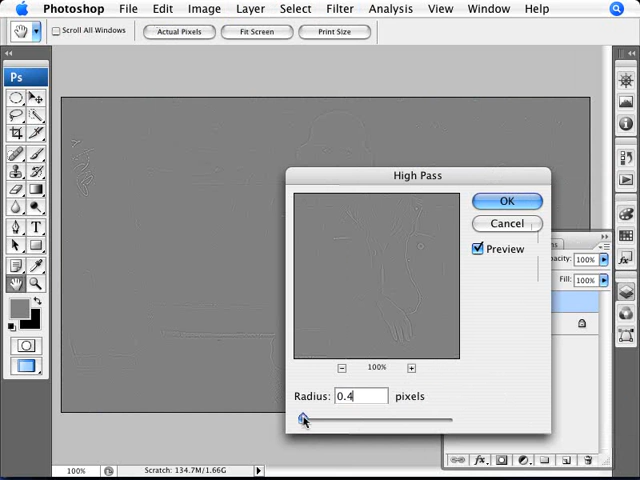 Photoshop File Edit Image Layer Select Filter Analysis View Window Help
Scroll All Windows Actual Pixels Fit Screen Print Size
Ps
High Pass
OK
Cancel
Preview
100%
Radius: 0.4 pixels
100%
Fill: 100%
T
fx
fx
100% Scratch: 134.7M/1.66G